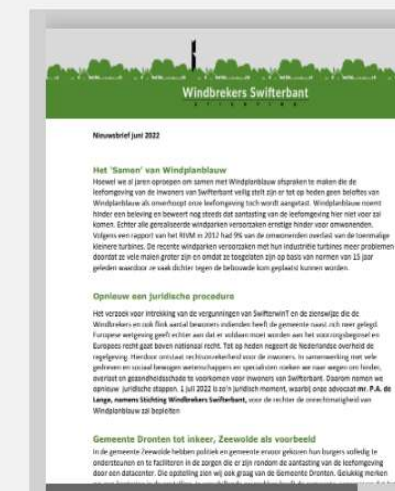 Windbrekers Swifterbant
STICHTING
Nieuwsbrief juni 2022
Het 'Samen' van Windplanblauw
Hoewel we al jaren oproepen om samen met Windplanblauw afspraken te maken die de
leefomgeving van de inwoners van Swifterbant veilig stelt zijn er tot op heden geen beloftes van
Windplanblauw als onverhoopt onze leefomgeving toch wordt aangetast. Windplanblauw noemt
hinder een beleving en beweert nog steeds dat aantasting van de leefomgeving hier niet voor zal
komen. Echter alle gerealiseerde windparken veroorzaken ernstige hinder voor omwonenden.
Volgens een rapport van het RIVM in 2012 had 9% van de omwonenden overlast van de toenmalige
kleinere turbines. De recente windparken veroorzaken met hun industriële turbines meer problemen
doordat ze vele malen groter zijn en omdat ze toegelaten zijn op basis van normen van 15 jaar
geleden waardoor ze vaak dichter tegen de bebouwde kom geplaatst kunnen worden.
Opnieuw een juridische procedure
Het verzoek voor intrekking van de vergunningen van SwifterwinT en de zienswijze die de
Windbrekers en ook flink aantal bewoners indienden heeft de gemeente naast zich neer gelegd.
Europese wetgeving geeft echter aan dat er voldaan moet worden aan het voorzorgsbeginsel en
Europees recht gaat boven nationaal recht. Tot op heden negeert de Nederlandse overheid de
regelgeving. Hierdoor ontstaat rechtsonzekerheid voor de inwoners. In samenwerking met vele
gedreven en sociaal bewogen wetenschappers en specialisten zoeken we naar wegen om hinder,
overlast en gezondheidsschade te voorkomen voor inwoners van Swifterbant. Daarom nemen we
opnieuw juridische stappen. 1 juli 2022 is zo'n juridisch moment, waarbij onze advocaat mr. P.A. de
Lange, namens Stichting Windbrekers Swifterbant, voor de rechter de onrechtmatigheid van
Windplanblauw zal bepleiten
Gemeente Dronten tot inkeer, Zeewolde als voorbeeld
In de gemeente Zeewolde hebben politiek en gemeente ervoor gekozen hun burgers volledig te
ondersteunen en te faciliteren in de zorgen die er zijn rondom de aantasting van de leefomgeving
door een datacenter. Die opstelling zien wij ook graag van de Gemeente Dronten. Gelukkig merken